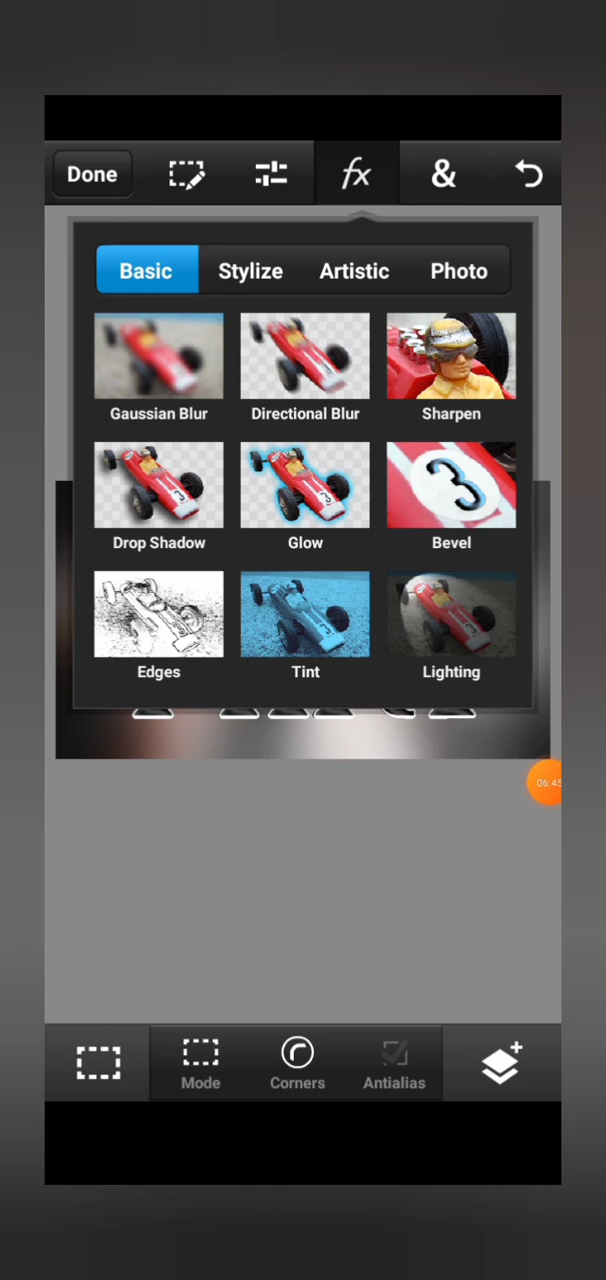 Done fx &
Basic Stylize Artistic Photo
Gaussian Blur Directional Blur Sharpen
Drop Shadow Glow Bevel
Edges Tint Lighting
06:45
Mode Corners Antialias